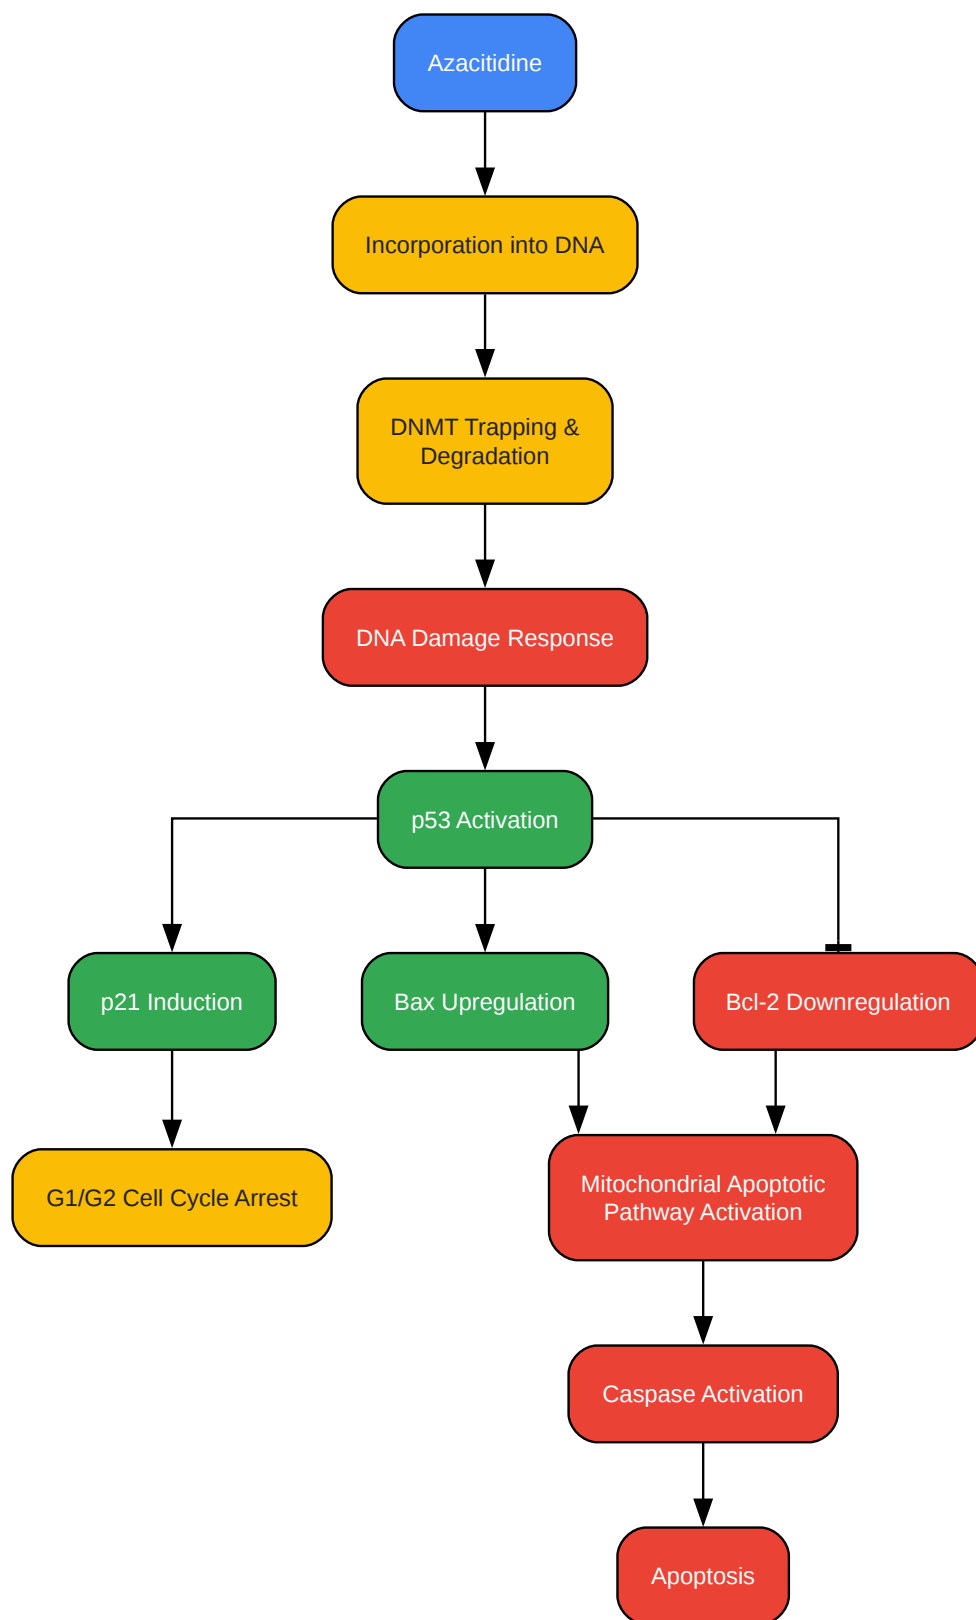 Azacitidine
Incorporation into DNA
DNMT Trapping &
Degradation
DNA Damage Response
p53 Activation
p21 Induction
Bax Upregulation
Bcl-2 Downregulation
G1/G2 Cell Cycle Arrest
Mitochondrial Apoptotic
Pathway Activation
Caspase Activation
Apoptosis